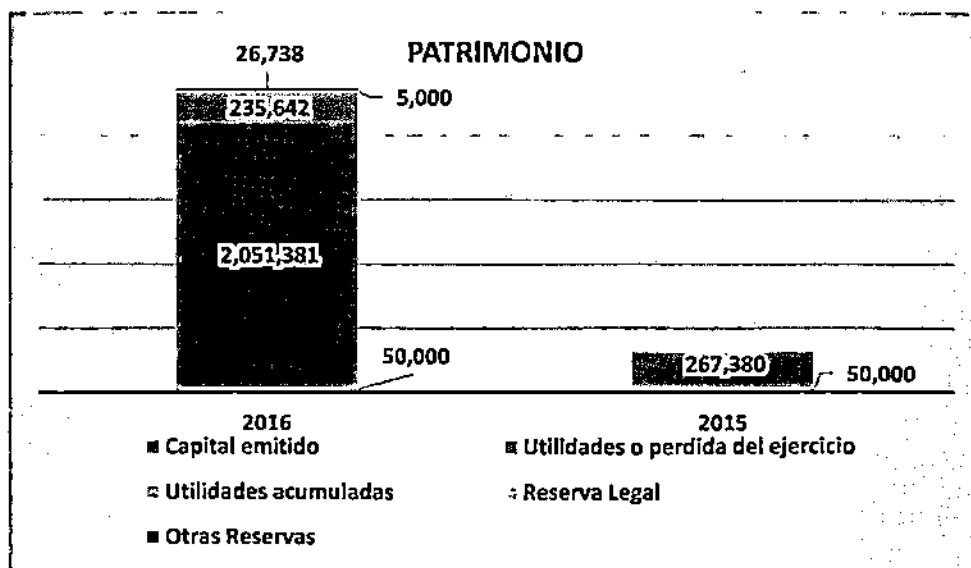 PATRIMONIO
26,738
5,000
235,642
2,051,381
50,000
267,380
50,000
2016 2015
Capital emitido Utilidades o perdida del ejercicio
Utilidades acumuladas Reserva Legal
Otras Reservas